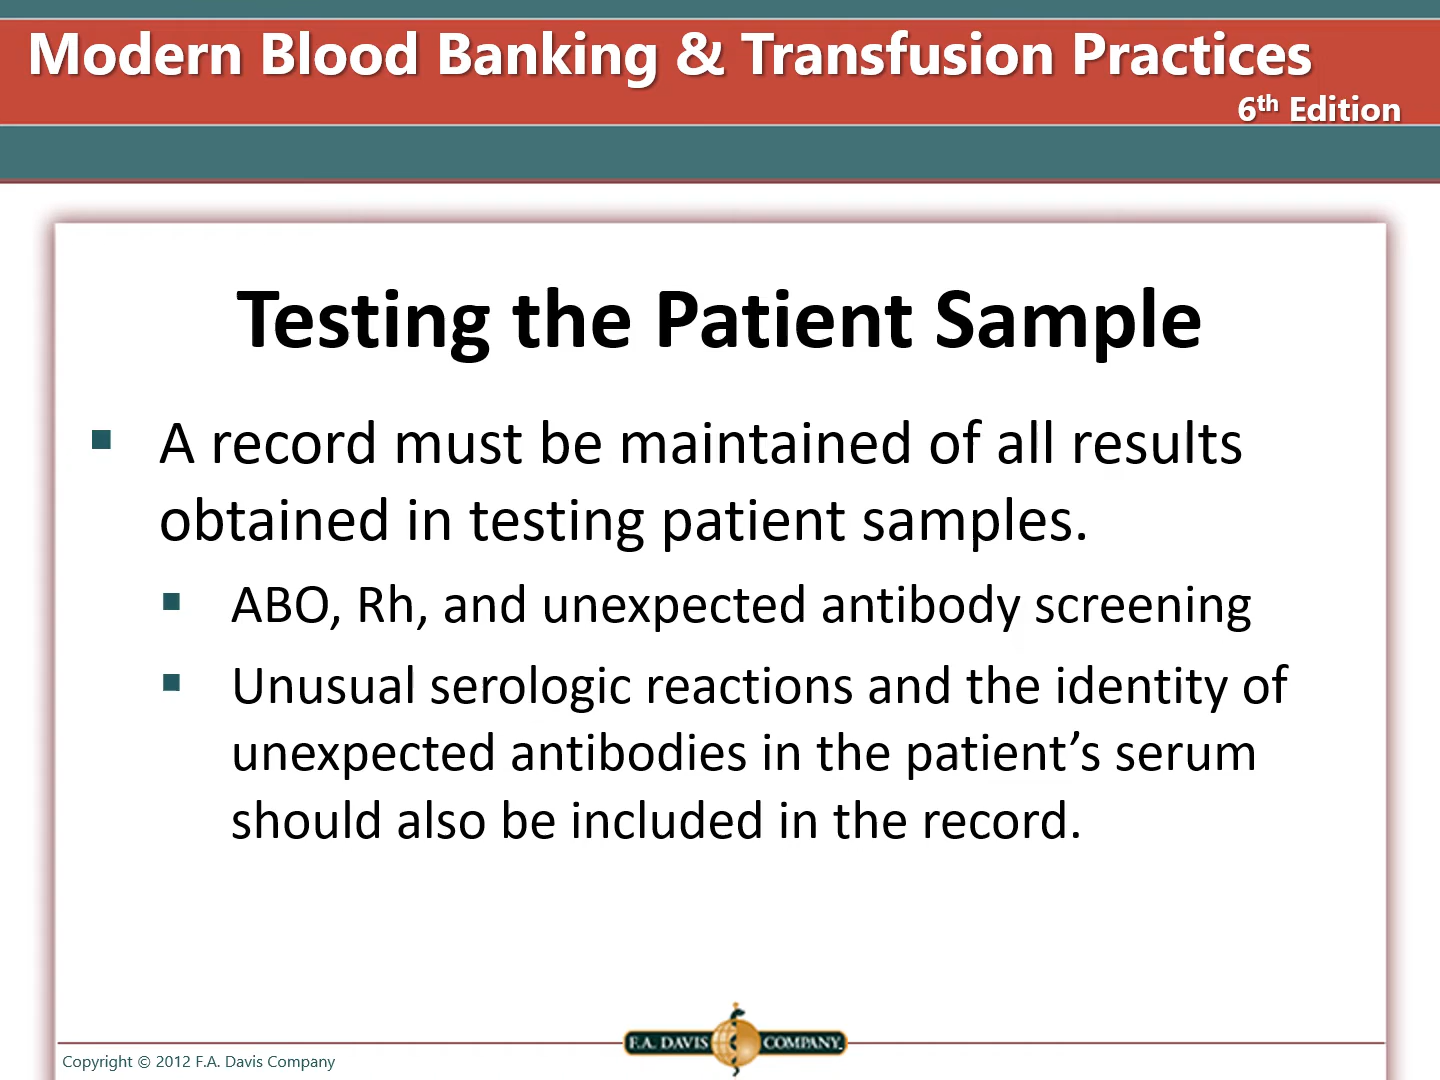 Modern Blood Banking & Transfusion Practices
6th Edition
Testing the Patient Sample
▪ A record must be maintained of all results
obtained in testing patient samples.
▪ ABO, Rh, and unexpected antibody screening
▪ Unusual serologic reactions and the identity of
unexpected antibodies in the patient’s serum
should also be included in the record.
F.A. DAVIS COMPANY.
Copyright © 2012 F.A. Davis Company